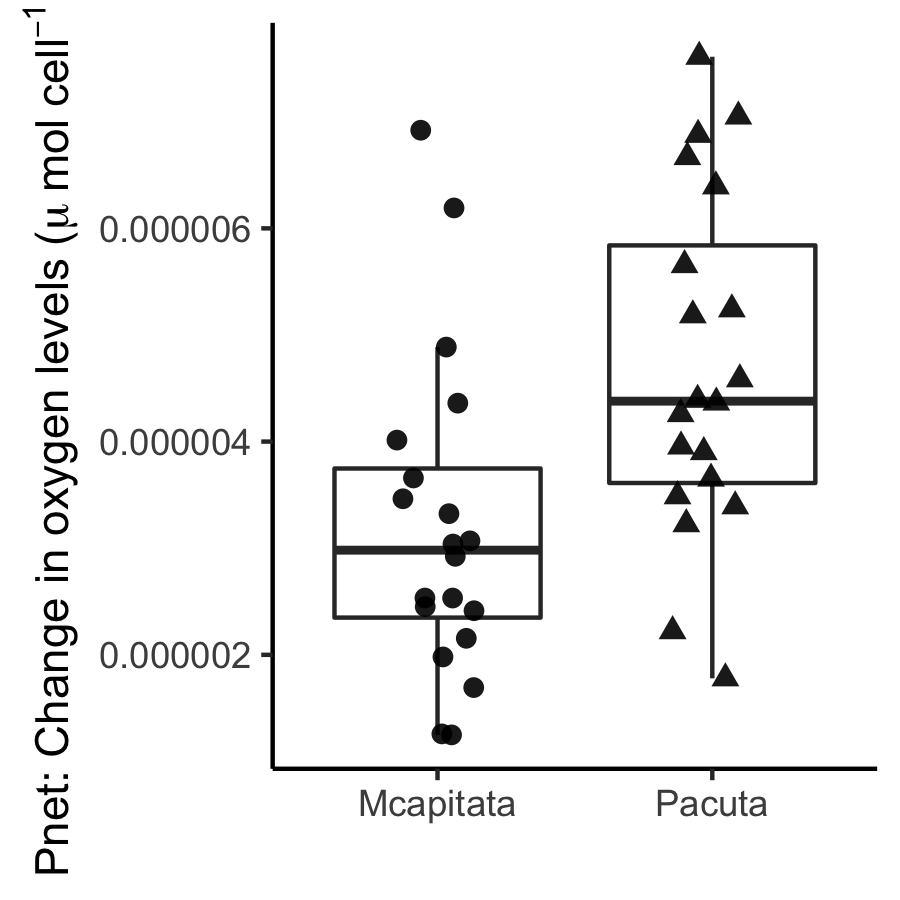 Pnet: Change in oxygen levels (μ mol cell⁻¹
0.000006
0.000004
0.000002
Mcapitata Pacuta